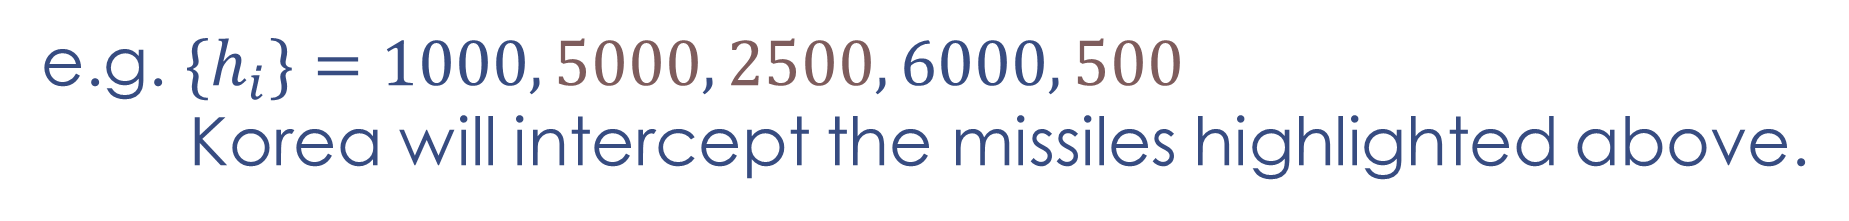 e.g. {hᵢ} = 1000, 5000, 2500, 6000, 500
Korea will intercept the missiles highlighted above.